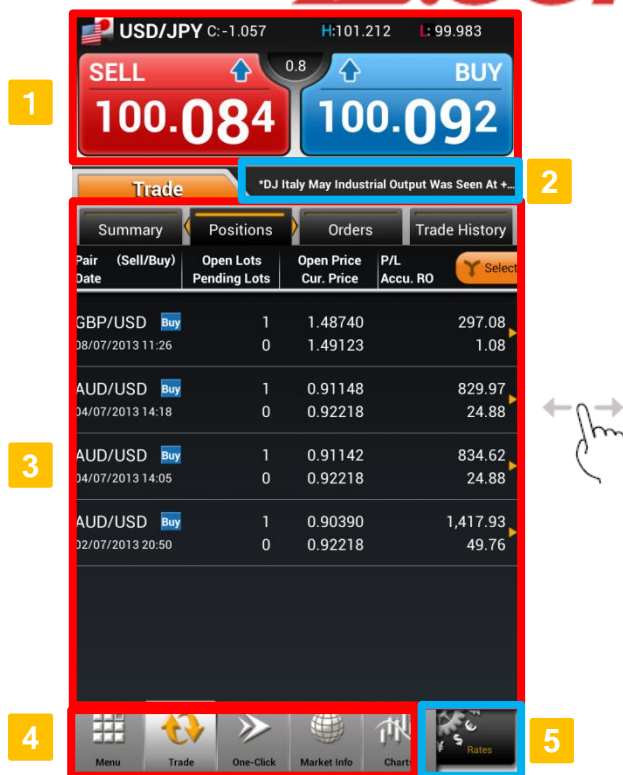 USD/JPY C:-1.057 H:101.212 L: 99.983
SELL 0.8 BUY
100.084 100.092
1
2
Trade *DJ Italy May Industrial Output Was Seen At +...
Summary Positions Orders Trade History
Pair (Sell/Buy) Open Lots Open Price P/L Select
Date Pending Lots Cur. Price Accu. RO
GBP/USD Buy 1 1.48740 297.08
08/07/2013 11:26 0 1.49123 1.08
AUD/USD Buy 1 0.91148 829.97
04/07/2013 14:18 0 0.92218 24.88
3
AUD/USD Buy 1 0.91142 834.62
04/07/2013 14:05 0 0.92218 24.88
AUD/USD Buy 1 0.90390 1,417.93
02/07/2013 20:50 0 0.92218 49.76
4
5
Menu Trade One-Click Market Info Charts Rates